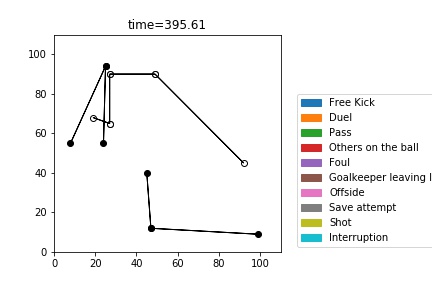 time=395.61
100
80
60
40
20
0
0 20 40 60 80 100
Free Kick
Duel
Pass
Others on the ball
Foul
Goalkeeper leaving l
Offside
Save attempt
Shot
Interruption